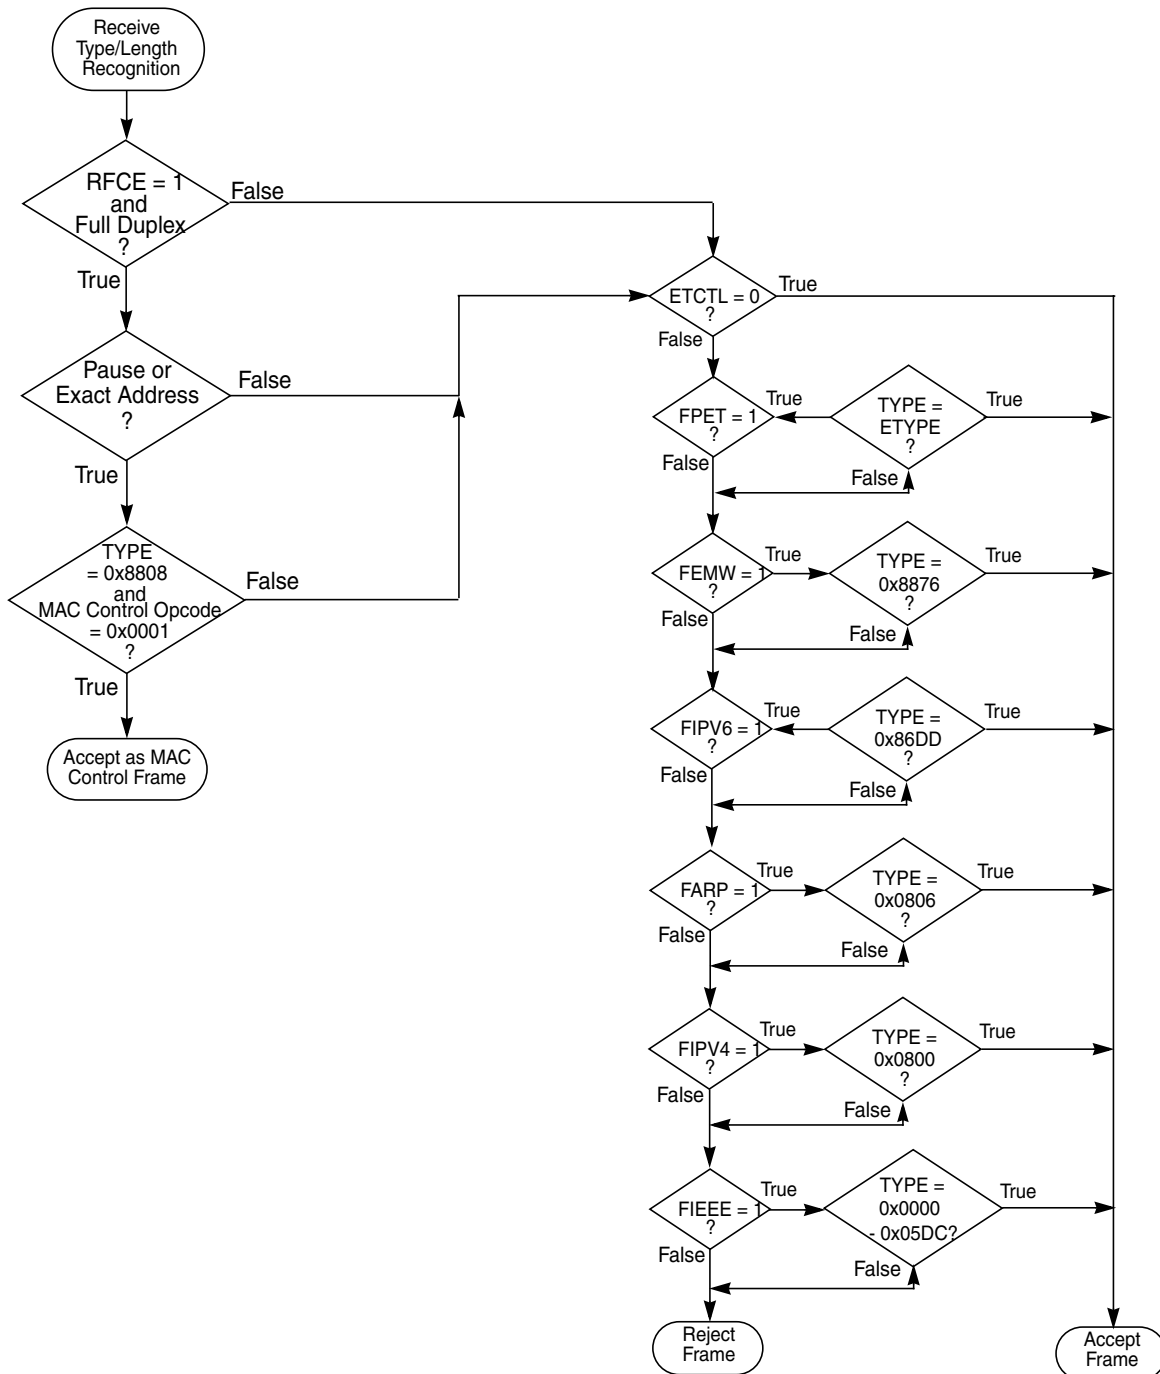 Receive
Type/Length
Recognition
RFCE = 1
and
Full Duplex
?
False
True
Pause or
Exact Address
?
False
True
TYPE
= 0x8808
and
MAC Control Opcode
= 0x0001
?
False
True
Accept as MAC
Control Frame
ETCTL = 0
?
True
False
FPET = 1
?
True
False
TYPE =
ETYPE
?
True
False
FEMW = 1
?
True
False
TYPE =
0x8876
?
True
False
FIPV6 = 1
?
True
False
TYPE =
0x86DD
?
True
False
FARP = 1
?
True
False
TYPE =
0x0806
?
True
False
FIPV4 = 1
?
True
False
TYPE =
0x0800
?
True
False
FIEEE = 1
?
True
False
TYPE =
0x0000
- 0x05DC?
True
False
Reject
Frame
Accept
Frame